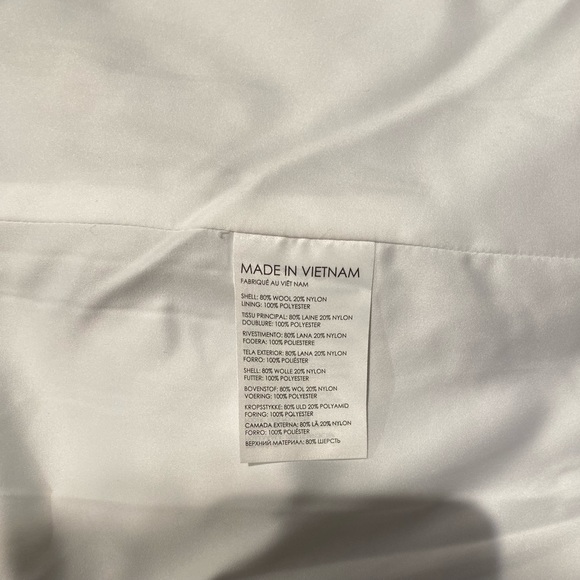 MADE IN VIETNAM
FABRIQUÉ AU VIÊT NAM
SHELL: 80% WOOL 20% NYLON
LINING: 100% POLYESTER
TISSU PRINCIPAL: 80% LAINE 20% NYLON
DOUBLURE: 100% POLYESTER
RIVESTIMENTO: 80% LANA 20% NYLON
FODERA: 100% POLIESTERE
TELA EXTERIOR: 80% LANA 20% NYLON
FORRO: 100% POLIÉSTER
SHELL: 80% WOLLE 20% NYLON
FUTTER: 100% POLYESTER
BOVENSTOF: 80% WOL 20% NYLON
VOERING: 100% POLYESTER
KROPSSTYKKE: 80% ULD 20% POLYAMID
FORING: 100% POLYESTER
CAMADA EXTERNA: 80% LÃ 20% NYLON
FORRO: 100% POLIÉSTER
ВЕРХНИЙ МАТЕРИАЛ: 80% ШЕРСТЬ